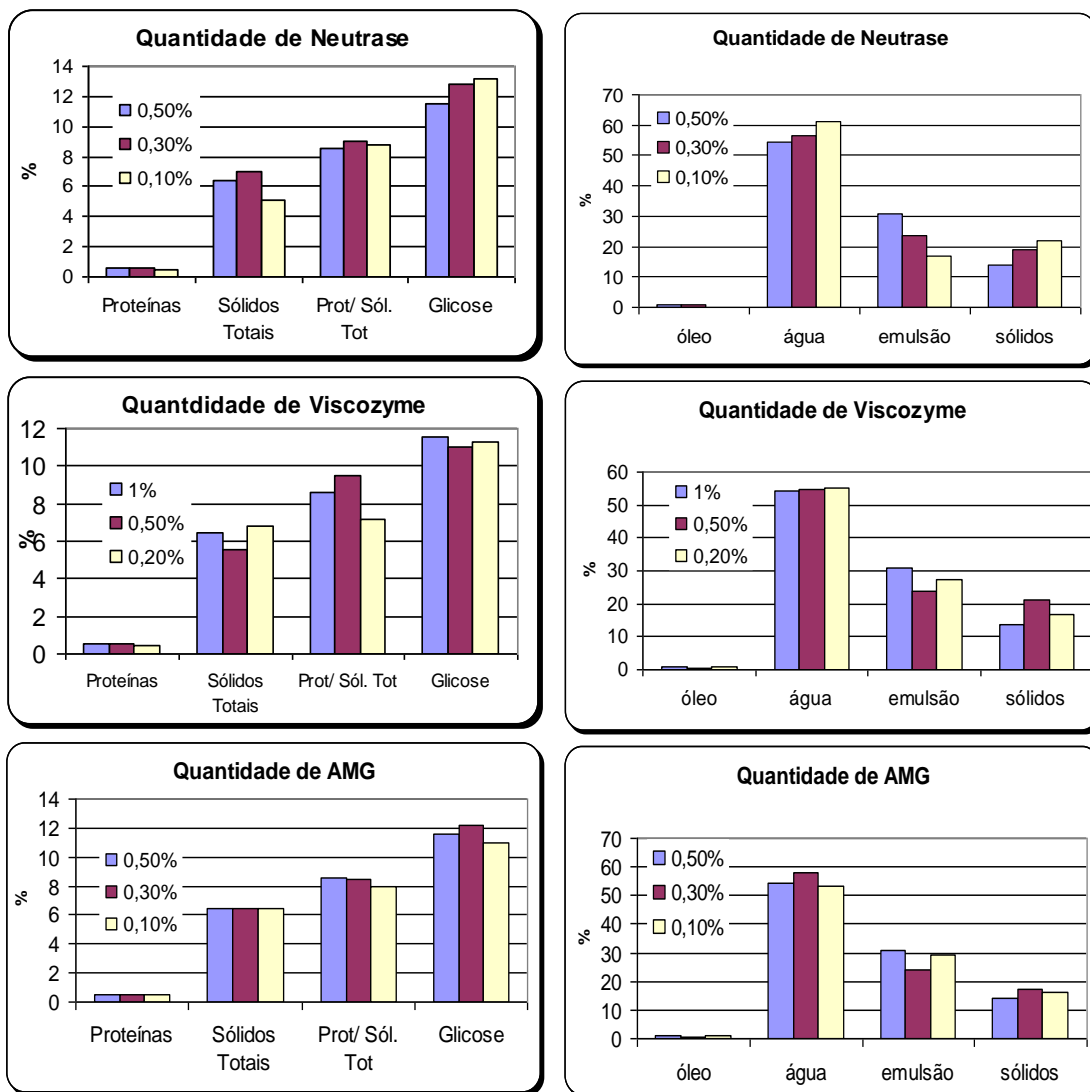 Quantidade de Neutrase
14
12
10
8
6
4
2
0
%
0,50%
0,30%
0,10%
Proteínas
Sólidos
Totais
Prot/ Sól.
Tot
Glicose
Quantidade de Neutrase
70
60
50
40
30
20
10
0
%
0,50%
0,30%
0,10%
óleo
água
emulsão
sólidos
Quantdidade de Viscozyme
12
10
8
6
4
2
0
%
1%
0,50%
0,20%
Proteínas
Sólidos
Totais
Prot/ Sól. Tot
Glicose
Quantidade de Viscozyme
60
50
40
30
20
10
0
%
1%
0,50%
0,20%
óleo
água
emulsão
sólidos
Quantidade de AMG
14
12
10
8
6
4
2
0
%
0,50%
0,30%
0,10%
Proteínas
Sólidos
Totais
Prot/ Sól.
Tot
Glicose
Quantidade de AMG
70
60
50
40
30
20
10
0
%
0,50%
0,30%
0,10%
óleo
água
emulsão
sólidos